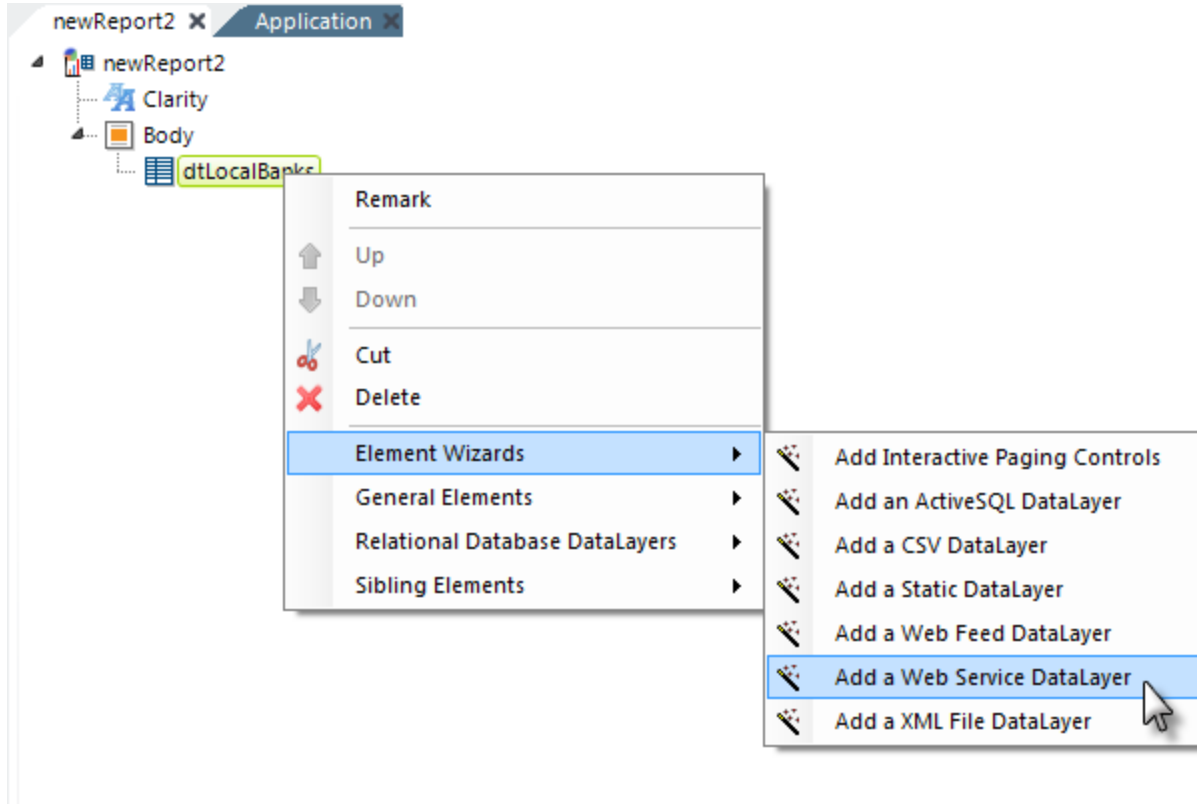 newReport2 Application
newReport2
Clarity
Body
dtLocalBanks
Remark
Up
Down
Cut
Delete
Element Wizards
General Elements
Relational Database DataLayers
Sibling Elements
Add Interactive Paging Controls
Add an ActiveSQL DataLayer
Add a CSV DataLayer
Add a Static DataLayer
Add a Web Feed DataLayer
Add a Web Service DataLayer
Add a XML File DataLayer